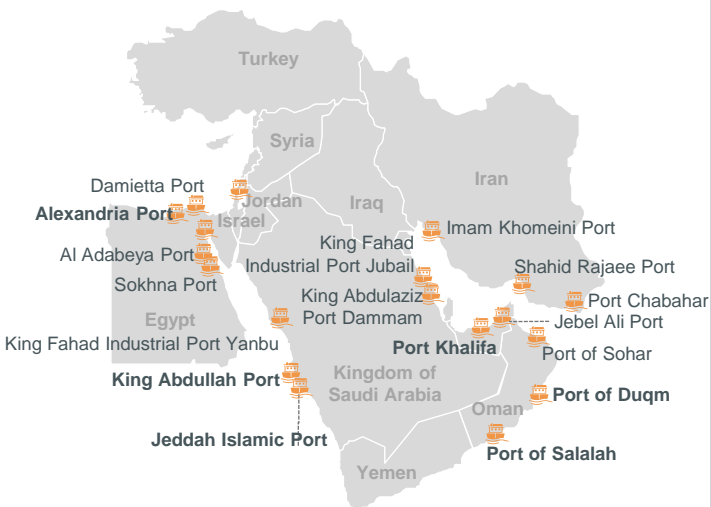 Turkey
Syria
Iran
Damietta Port
Jordan
Iraq
Alexandria Port
Israel
Imam Khomeini Port
King Fahad
Industrial Port Jubail
Al Adabeya Port
Shahid Rajaee Port
Sokhna Port
King Abdulaziz
Port Dammam
Port Chabahar
Egypt
Jebel Ali Port
King Fahad Industrial Port Yanbu
Port Khalifa
Port of Sohar
King Abdullah Port
Kingdom of
Saudi Arabia
Port of Duqm
Oman
Jeddah Islamic Port
Port of Salalah
Yemen